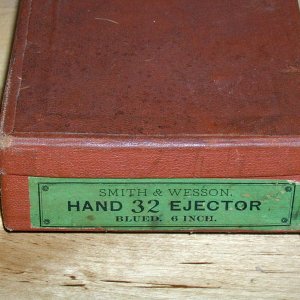 SMITH & WESSON.
HAND 32 EJECTOR
BLUED. 6 INCH.